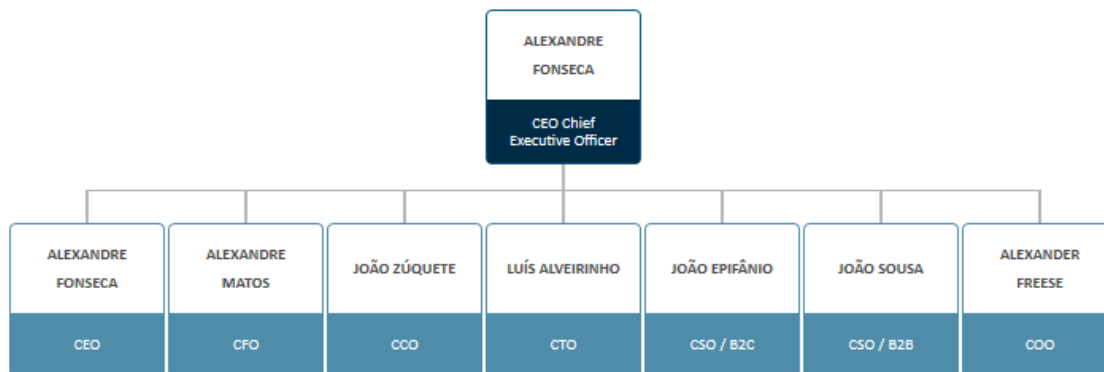 ALEXANDRE
FONSECA
CEO Chief
Executive Officer
ALEXANDRE
FONSECA
CEO
ALEXANDRE
MATOS
CFO
JOÃO ZÚQUETE
CCO
LUÍS ALVEIRINHO
CTO
JOÃO EPIFÂNIO
CSO / B2C
JOÃO SOUSA
CSO / B2B
ALEXANDER
FREESE
COO